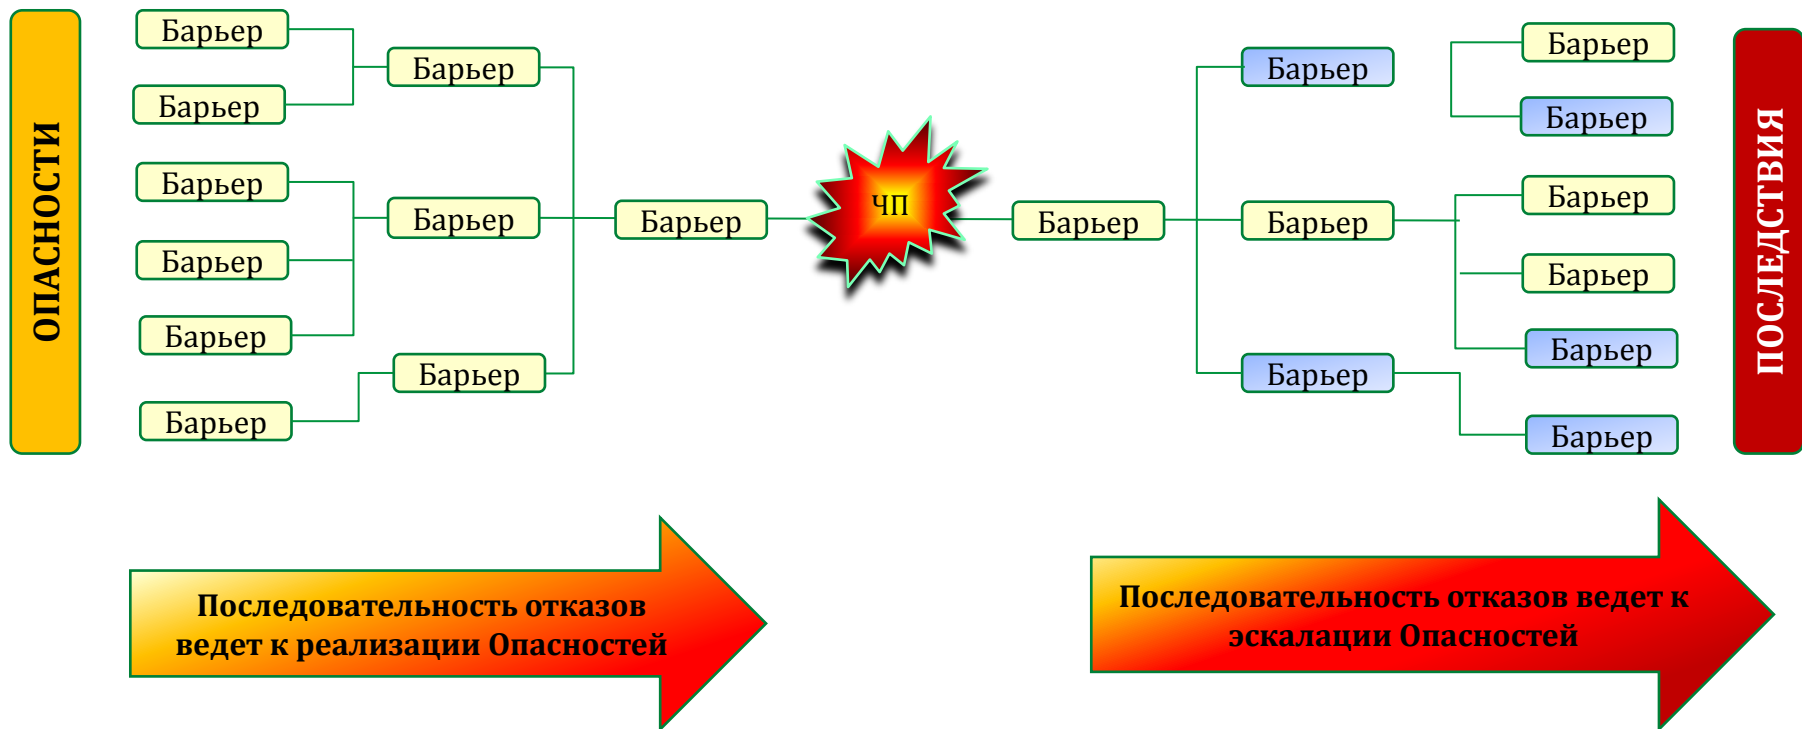 ОПАСНОСТИ
Барьер
Барьер
Барьер
Барьер
Барьер
Барьер
Барьер
Барьер
Барьер
Барьер
ЧП
Барьер
Барьер
Барьер
Барьер
Барьер
Барьер
Барьер
Барьер
Барьер
Барьер
ПОСЛЕДСТВИЯ
Последовательность отказов
ведет к реализации Опасностей
Последовательность отказов ведет к
эскалации Опасностей